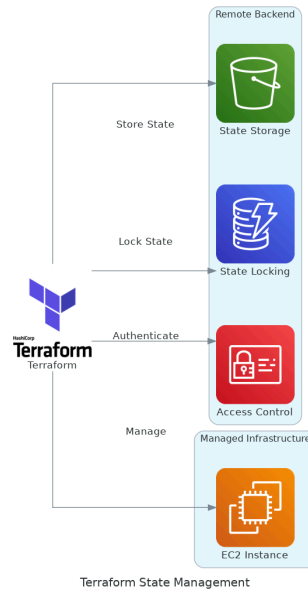 Remote Backend
Store State
State Storage
Lock State
State Locking
HashiCorp
Terraform
Terraform
Authenticate
Access Control
Manage
Managed Infrastructure
EC2 Instance
Terraform State Management